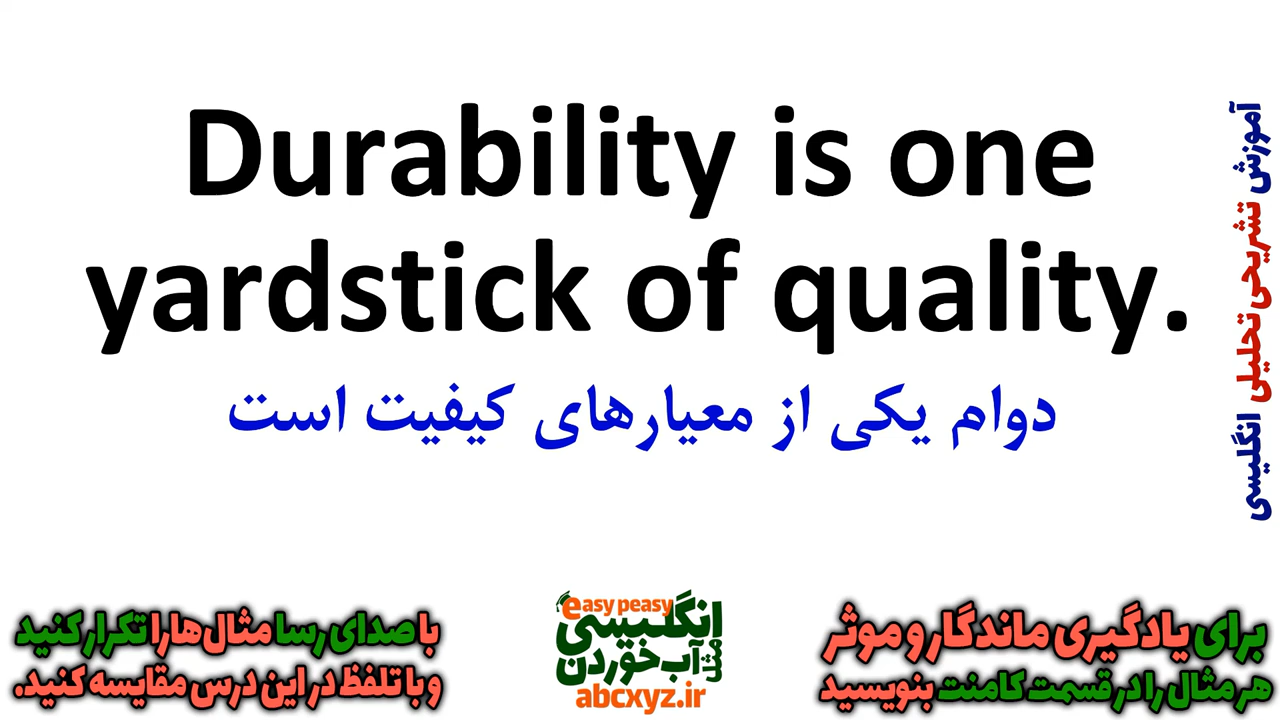 Durability is one
yardstick of quality.
دوام یکی از معیارهای کیفیت است
آموزش تشریحی تحلیلی انگلیسی
برای یادگیری ماندگار و موثر
هر مثال را در قسمت کامنت بنویسید
easy peasy
انگلیسی
مثل
آب خوردن
abcxyz.ir
با صدای رسا مثال‌ها را تکرار کنید
و با تلفظ در این درس مقایسه کنید.